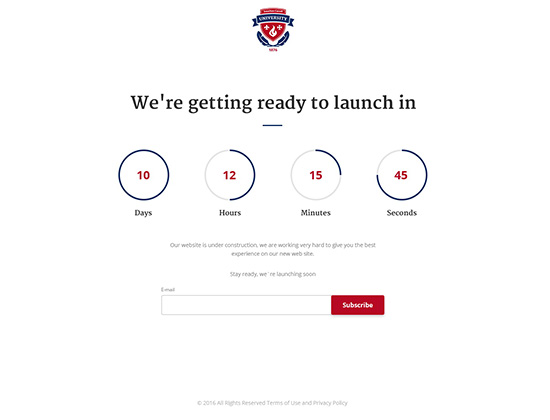 UNIVERSITY
1876
We're getting ready to launch in
10 12 15 45
Days Hours Minutes Seconds
Our website is under construction, we are working very hard to give you the best
experience on our new web site.
Stay ready, we`re launching soon
E-mail
Subscribe
© 2016 All Rights Reserved Terms of Use and Privacy Policy